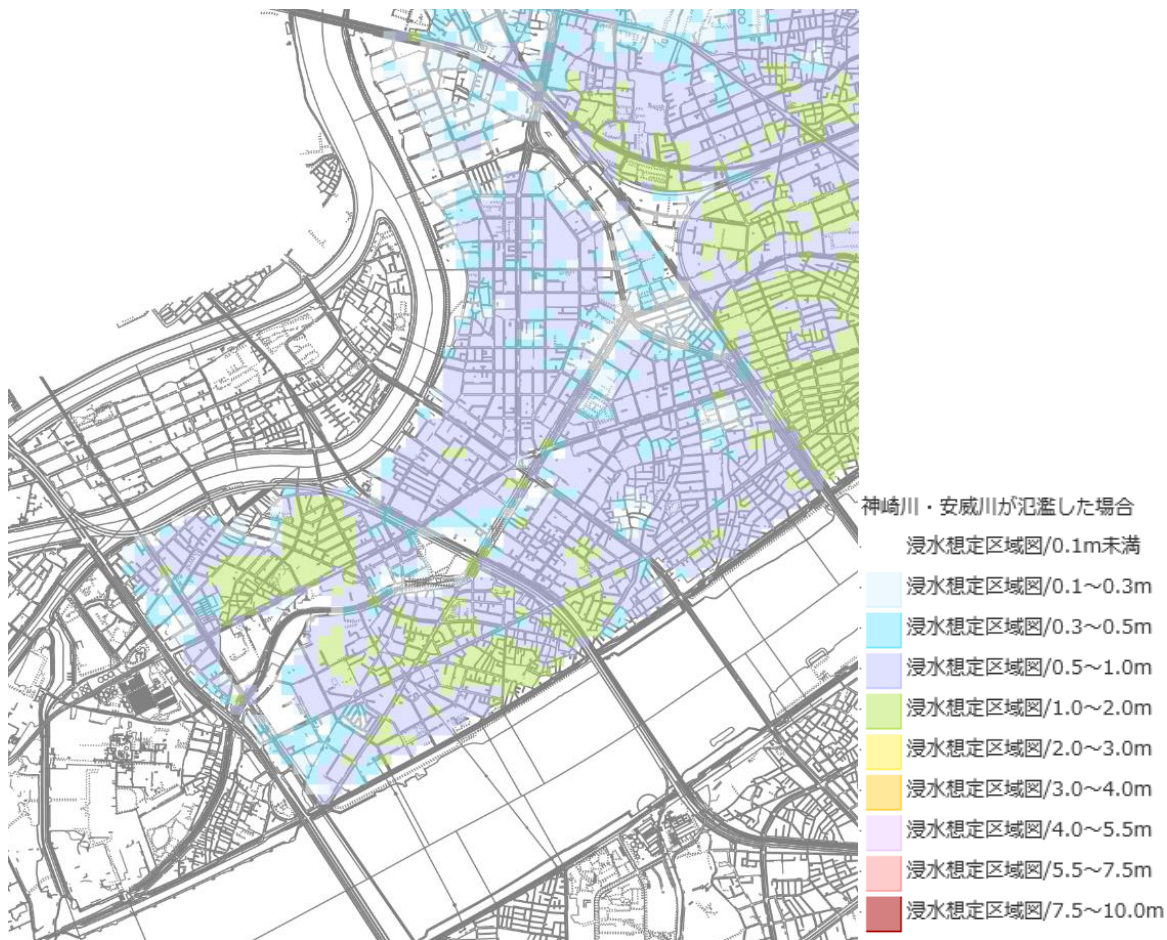 神崎川・安威川が氾濫した場合
浸水想定区域図/0.1m未満
浸水想定区域図/0.1～0.3m
浸水想定区域図/0.3～0.5m
浸水想定区域図/0.5～1.0m
浸水想定区域図/1.0～2.0m
浸水想定区域図/2.0～3.0m
浸水想定区域図/3.0～4.0m
浸水想定区域図/4.0～5.5m
浸水想定区域図/5.5～7.5m
浸水想定区域図/7.5～10.0m